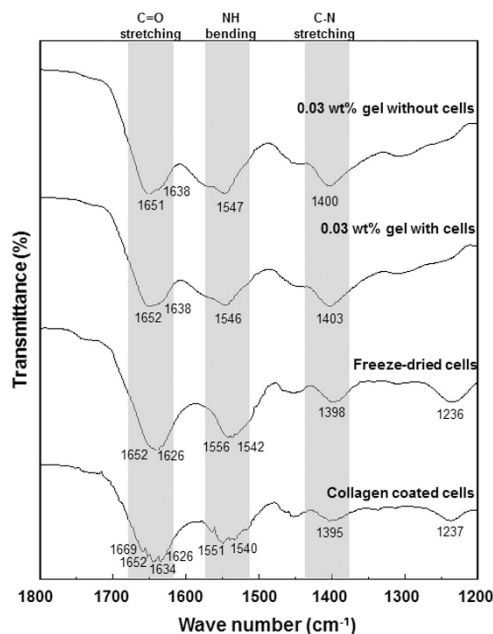 C=O
stretching
NH
bending
C-N
stretching
Transmittance (%)
0.03 wt% gel without cells
1651
1638
1547
1400
0.03 wt% gel with cells
1652
1638
1546
1403
Freeze-dried cells
1652
1626
1556
1542
1398
1236
Collagen coated cells
1669
1652
1634
1626
1551
1540
1395
1237
1800 1700 1600 1500 1400 1300 1200
Wave number (cm⁻¹)